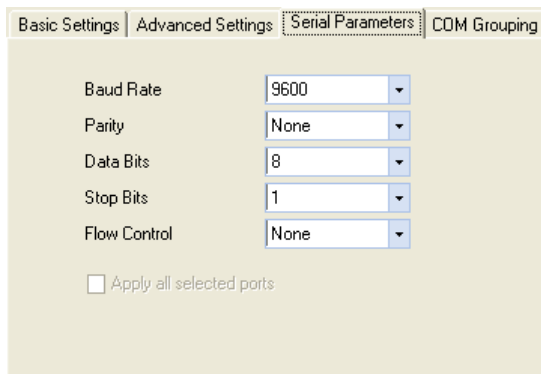 Basic Settings Advanced Settings Serial Parameters COM Grouping
Baud Rate 9600
Parity None
Data Bits 8
Stop Bits 1
Flow Control None
Apply all selected ports